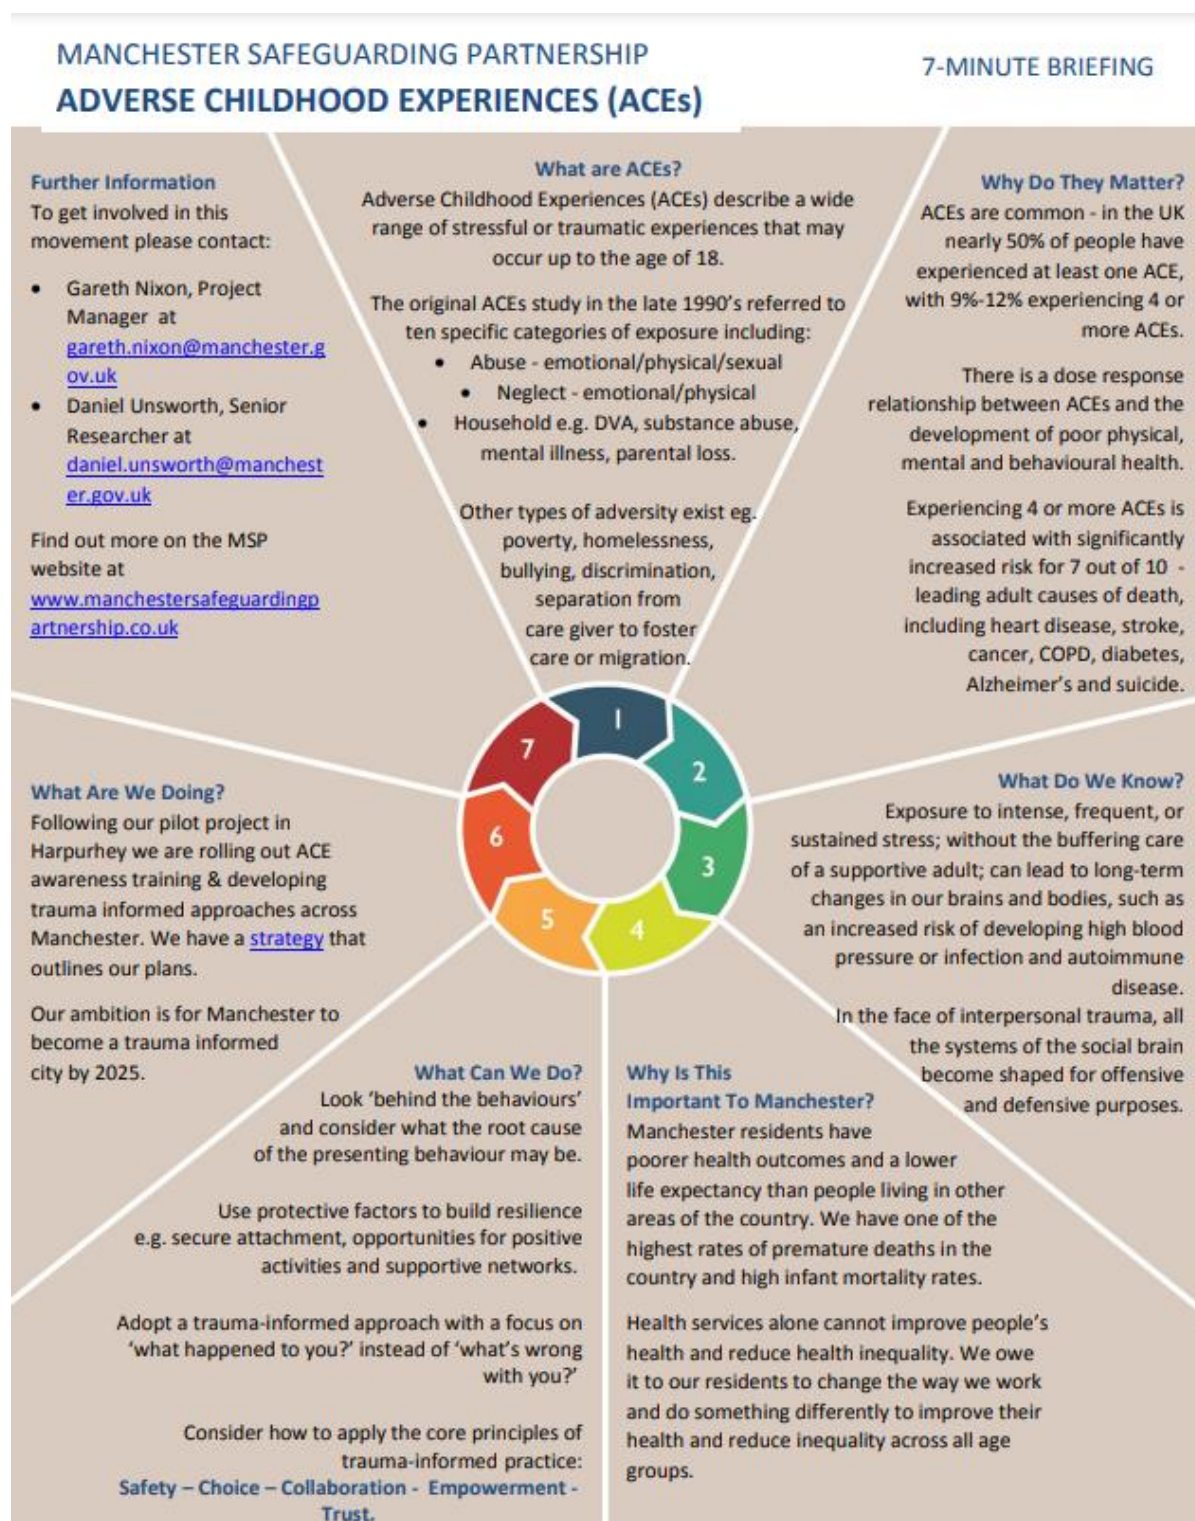 MANCHESTER SAFEGUARDING PARTNERSHIP
ADVERSE CHILDHOOD EXPERIENCES (ACEs)
7-MINUTE BRIEFING
What are ACEs?
Adverse Childhood Experiences (ACEs) describe a wide
range of stressful or traumatic experiences that may
occur up to the age of 18.
The original ACEs study in the late 1990's referred to
ten specific categories of exposure including:
• Abuse - emotional/physical/sexual
• Neglect - emotional/physical
• Household e.g. DVA, substance abuse,
mental illness, parental loss.
Other types of adversity exist eg.
poverty, homelessness,
bullying, discrimination,
separation from
care giver to foster
care or migration.
Why Do They Matter?
ACEs are common - in the UK
nearly 50% of people have
experienced at least one ACE,
with 9%-12% experiencing 4 or
more ACEs.
There is a dose response
relationship between ACEs and the
development of poor physical,
mental and behavioural health.
Experiencing 4 or more ACEs is
associated with significantly
increased risk for 7 out of 10 -
leading adult causes of death,
including heart disease, stroke,
cancer, COPD, diabetes,
Alzheimer's and suicide.
What Do We Know?
Exposure to intense, frequent, or
sustained stress; without the buffering care
of a supportive adult; can lead to long-term
changes in our brains and bodies, such as
an increased risk of developing high blood
pressure or infection and autoimmune
disease.
In the face of interpersonal trauma, all
the systems of the social brain
become shaped for offensive
and defensive purposes.
Why Is This
Important To Manchester?
Manchester residents have
poorer health outcomes and a lower
life expectancy than people living in other
areas of the country. We have one of the
highest rates of premature deaths in the
country and high infant mortality rates.
Health services alone cannot improve people's
health and reduce health inequality. We owe
it to our residents to change the way we work
and do something differently to improve their
health and reduce inequality across all age
groups.
What Can We Do?
Look 'behind the behaviours'
and consider what the root cause
of the presenting behaviour may be.
Use protective factors to build resilience
e.g. secure attachment, opportunities for positive
activities and supportive networks.
Adopt a trauma-informed approach with a focus on
'what happened to you?' instead of 'what's wrong
with you?'
Consider how to apply the core principles of
trauma-informed practice:
Safety – Choice – Collaboration - Empowerment -
Trust.
What Are We Doing?
Following our pilot project in
Harpurhey we are rolling out ACE
awareness training & developing
trauma informed approaches across
Manchester. We have a strategy that
outlines our plans.
Our ambition is for Manchester to
become a trauma informed
city by 2025.
Further Information
To get involved in this
movement please contact:
• Gareth Nixon, Project
Manager at
gareth.nixon@manchester.g
ov.uk
• Daniel Unsworth, Senior
Researcher at
daniel.unsworth@manchest
er.gov.uk
Find out more on the MSP
website at
www.manchestersafeguardingp
artnership.co.uk
1
2
3
4
5
6
7